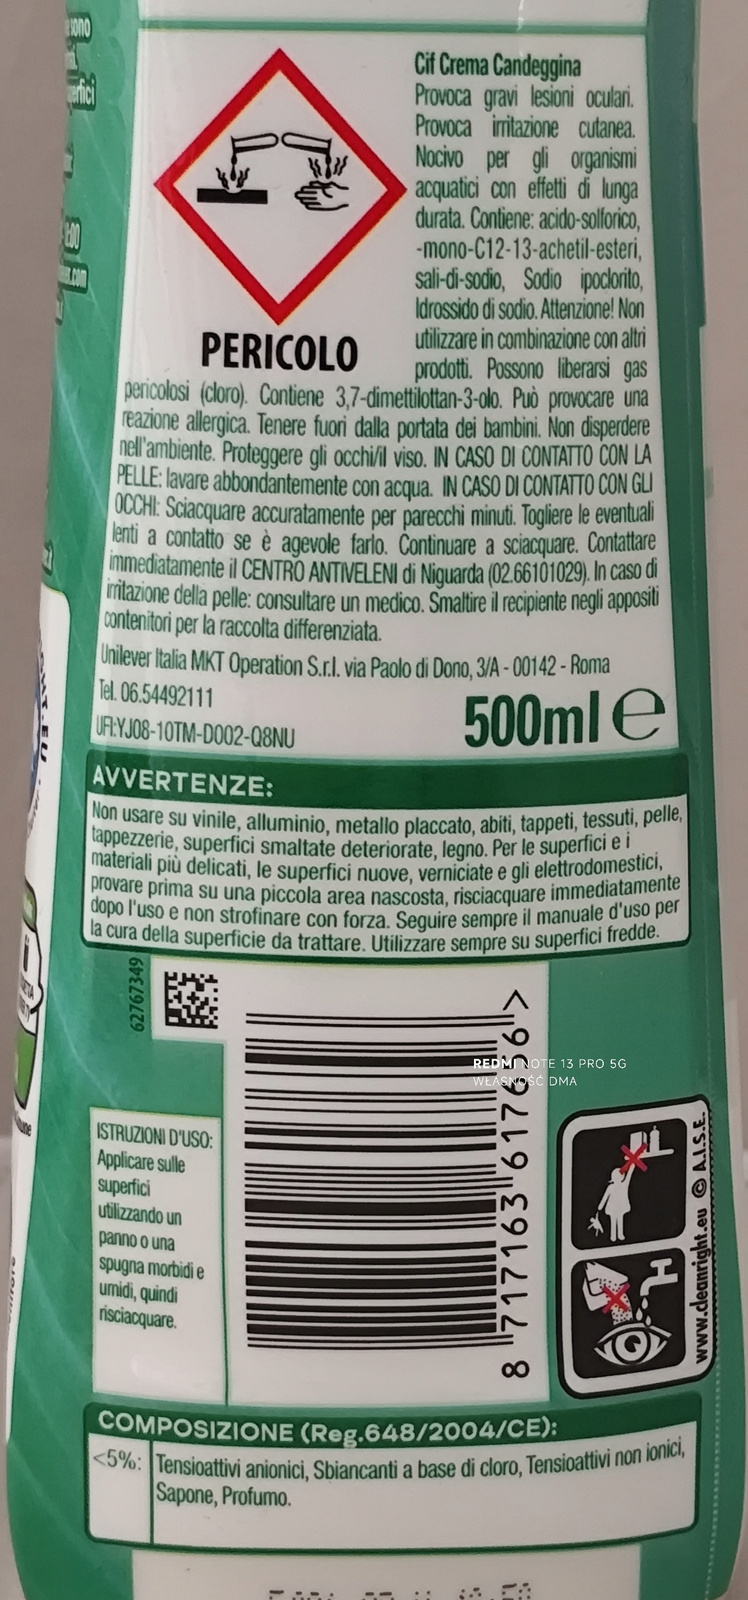 Cif Crema Candeggina
Provoca gravi lesioni oculari.
Provoca irritazione cutanea.
Nocivo per gli organismi
acquatici con effetti di lunga
durata. Contiene: acido-solforico,
-mono-C12-13-achetil-esteri,
sali-di-sodio, Sodio ipoclorito,
Idrossido di sodio. Attenzione! Non
utilizzare in combinazione con altri
prodotti. Possono liberarsi gas
PERICOLO
pericolosi (cloro). Contiene 3,7-dimettilottan-3-olo. Può provocare una
reazione allergica. Tenere fuori dalla portata dei bambini. Non disperdere
nell'ambiente. Proteggere gli occhi/il viso. IN CASO DI CONTATTO CON LA
PELLE: lavare abbondantemente con acqua. IN CASO DI CONTATTO CON GLI
OCCHI: Sciacquare accuratamente per parecchi minuti. Togliere le eventuali
lenti a contatto se è agevole farlo. Continuare a sciacquare. Contattare
immediatamente il CENTRO ANTIVELENI di Niguarda (02.66101029). In caso di
irritazione della pelle: consultare un medico. Smaltire il recipiente negli appositi
contenitori per la raccolta differenziata.
Unilever Italia MKT Operation S.r.l. via Paolo di Dono, 3/A - 00142 - Roma
Tel. 06.54492111
UFI:YJ08-10TM-D002-Q8NU
500ml e
AVVERTENZE:
Non usare su vinile, alluminio, metallo placcato, abiti, tappeti, tessuti, pelle,
tappezzerie, superfici smaltate deteriorate, legno. Per le superfici e i
materiali più delicati, le superfici nuove, verniciate e gli elettrodomestici,
provare prima su una piccola area nascosta, risciacquare immediatamente
dopo l'uso e non strofinare con forza. Seguire sempre il manuale d'uso per
la cura della superficie da trattare. Utilizzare sempre su superfici fredde.
62767349
8 717163 617656 >
REDMI NOTE 13 PRO 5G
WŁASNOŚĆ DMA
ISTRUZIONI D'USO:
Applicare sulle
superfici
utilizzando un
panno o una
spugna morbidi e
umidi, quindi
risciacquare.
www.cleanright.eu © A.I.S.E.
COMPOSIZIONE (Reg.648/2004/CE):
<5%: Tensioattivi anionici, Sbiancanti a base di cloro, Tensioattivi non ionici,
Sapone, Profumo.